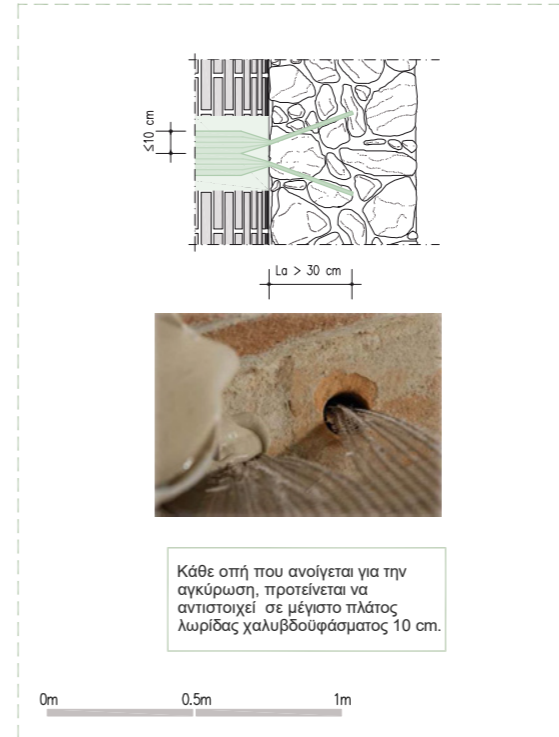 ≤10 cm
La > 30 cm
Κάθε οπή που ανοίγεται για την
αγκύρωση, προτείνεται να
αντιστοιχεί σε μέγιστο πλάτος
λωρίδας χαλυβδοϋφάσματος 10 cm.
0m 0.5m 1m